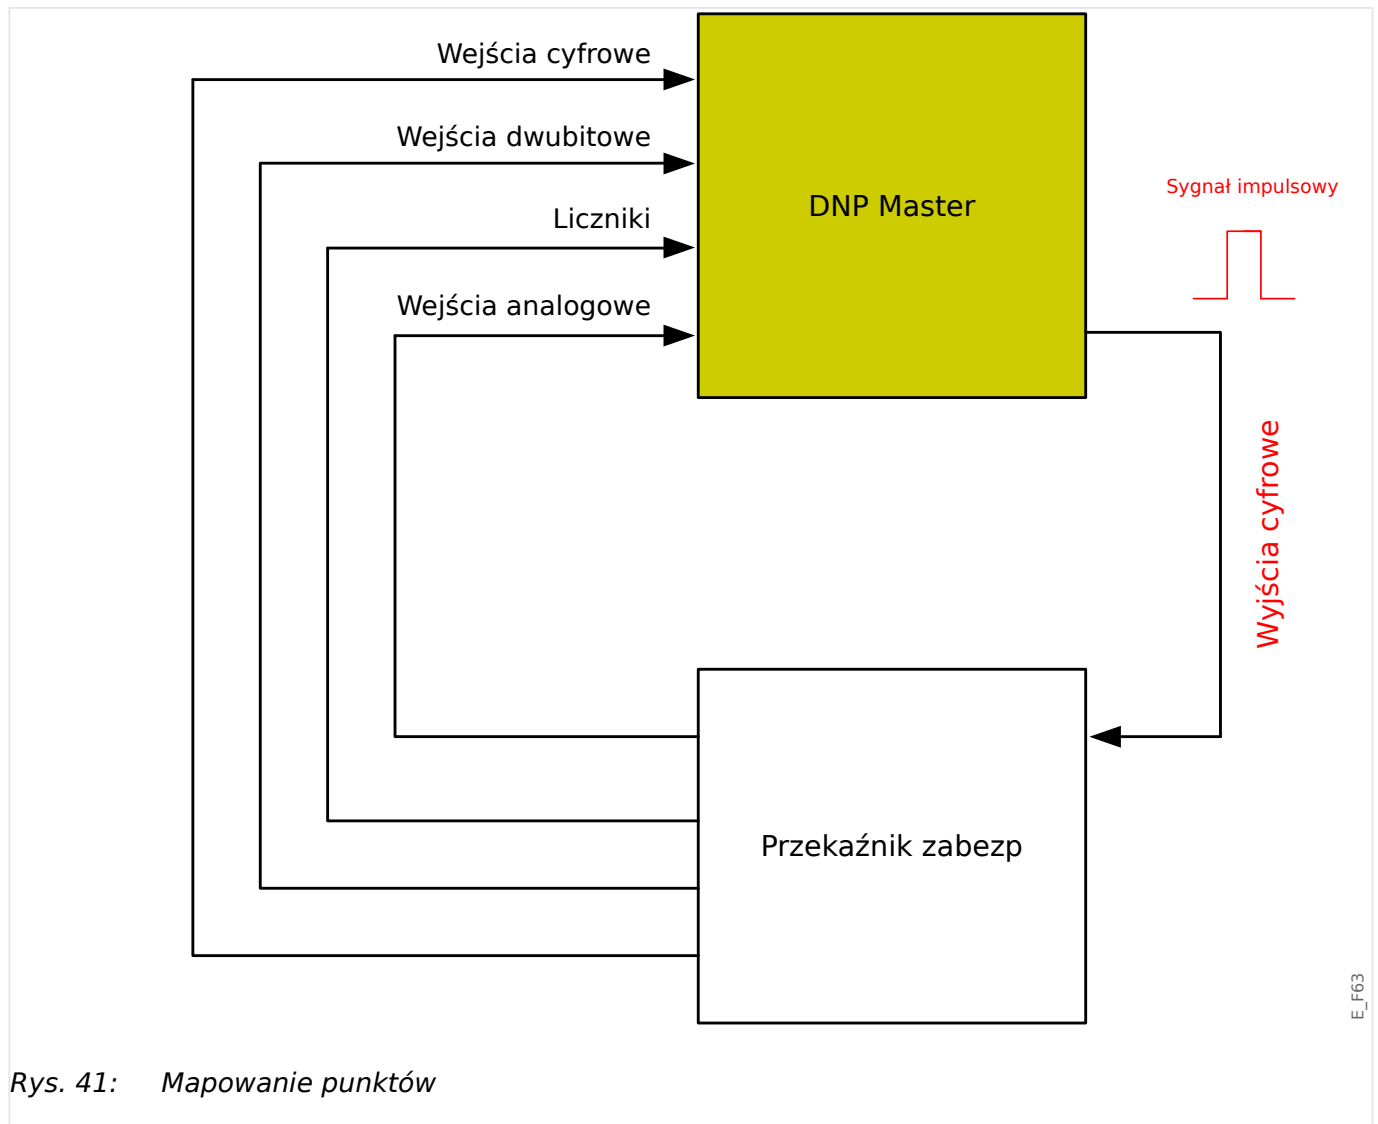 Wejścia cyfrowe
Wejścia dwubitowe
Liczniki
Wejścia analogowe
DNP Master
Sygnał impulsowy
Wyjścia cyfrowe
Przekaźnik zabezp
E_F63
Rys. 41: Mapowanie punktów